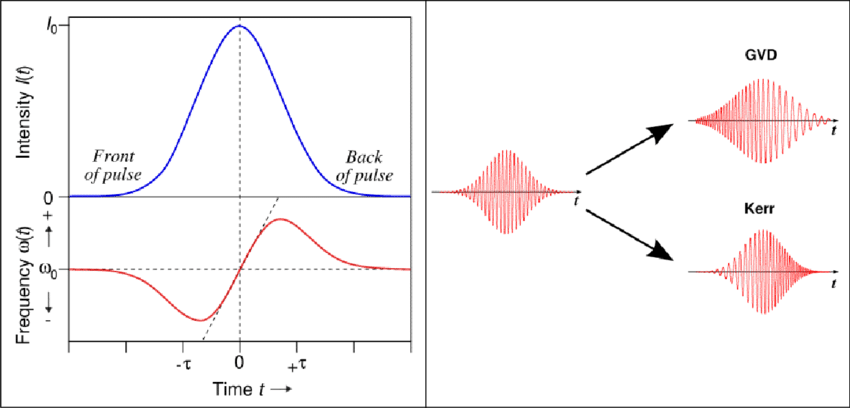 I₀
Intensity I(t)
Front
of pulse
Back
of pulse
0
+
Frequency ω(t)
ω₀
-
-τ
0
+τ
Time t →
GVD
t
t
Kerr
t